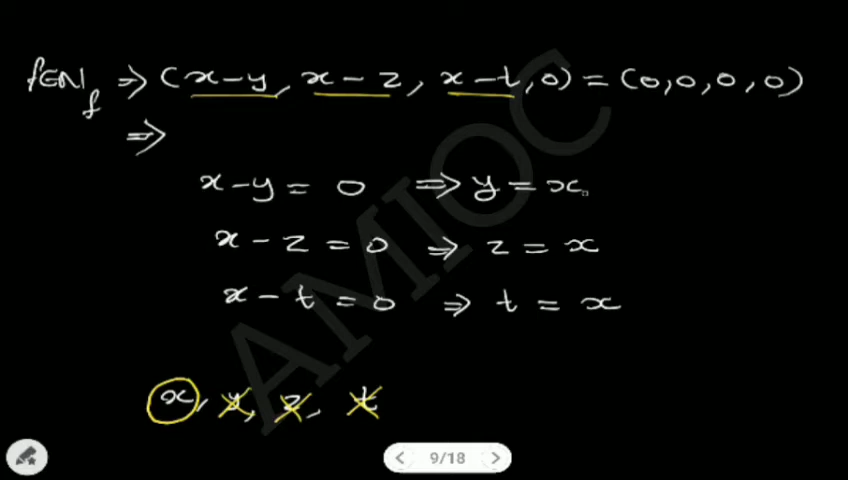 f∈N_f ⇒ (x-y, x-z, x-t, 0) = (0, 0, 0, 0)
⇒
x-y = 0 ⇒ y = x
x - z = 0 ⇒ z = x
x - t = 0 ⇒ t = x
x, y, z, t
9/18
AMIOC